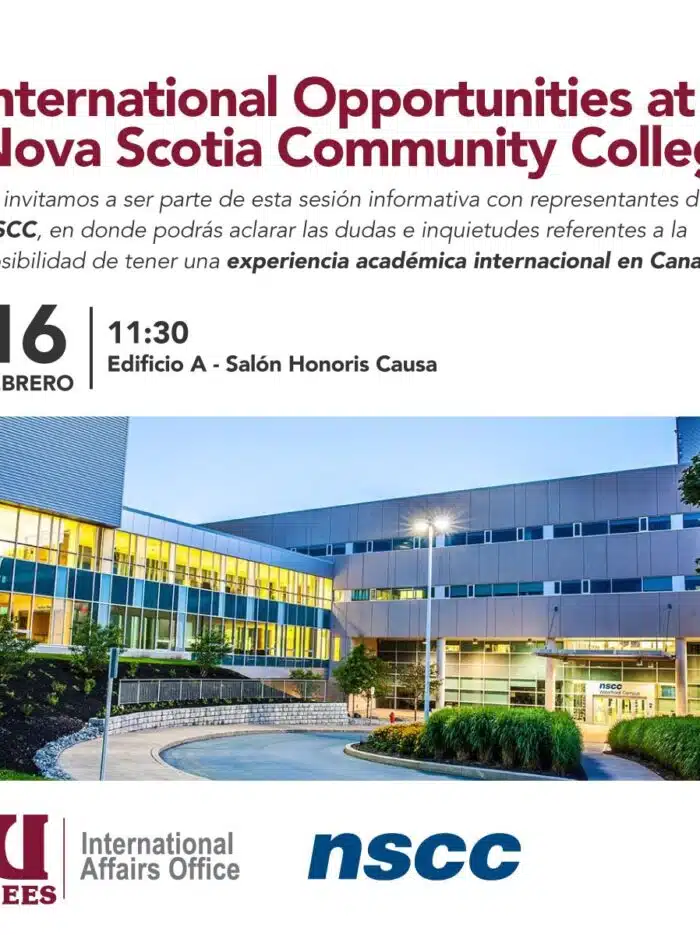 nternational Opportunities at
Nova Scotia Community Colleg
invitamos a ser parte de esta sesión informativa con representantes d
SCC, en donde podrás aclarar las dudas e inquietudes referentes a la
osibilidad de tener una experiencia académica internacional en Cana
16
11:30
EBRERO
Edificio A - Salón Honoris Causa
nscc
International
Affairs Office
EES
nscc